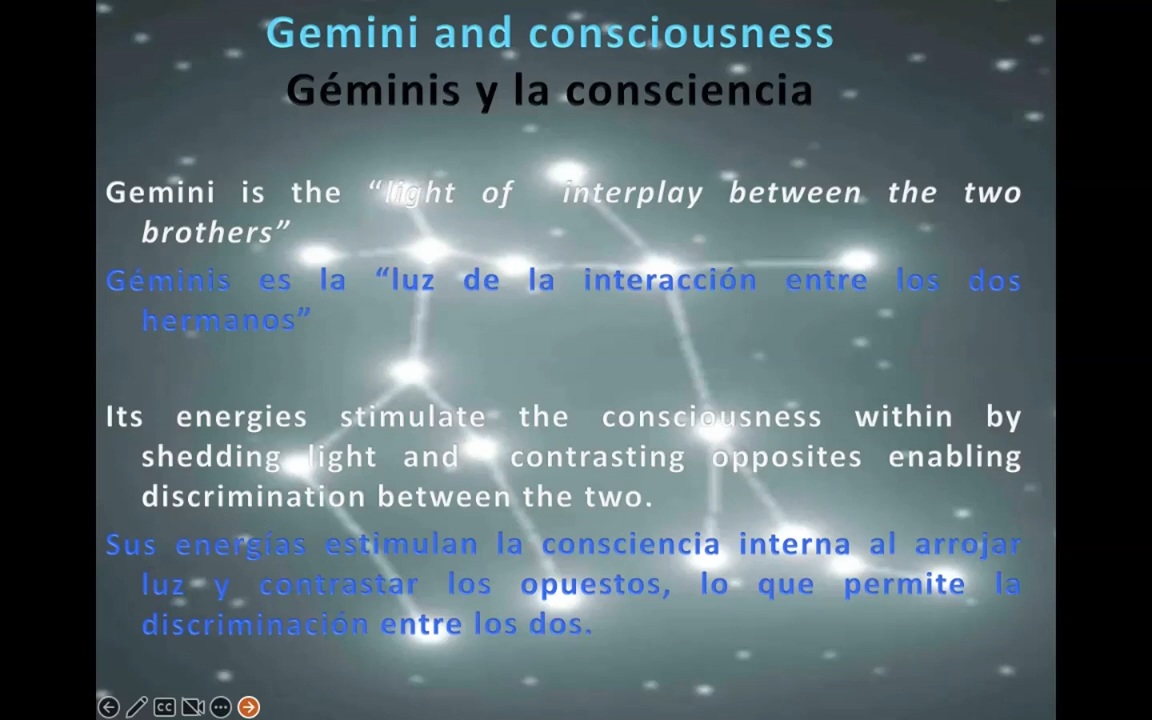 Gemini and consciousness
Géminis y la consciencia
Gemini is the “light of interplay between the two
brothers”
Géminis es la “luz de la interacción entre los dos
hermanos”
Its energies stimulate the consciousness within by
shedding light and contrasting opposites enabling
discrimination between the two.
Sus energías estimulan la consciencia interna al arrojar
luz y contrastar los opuestos, lo que permite la
discriminación entre los dos.
CC